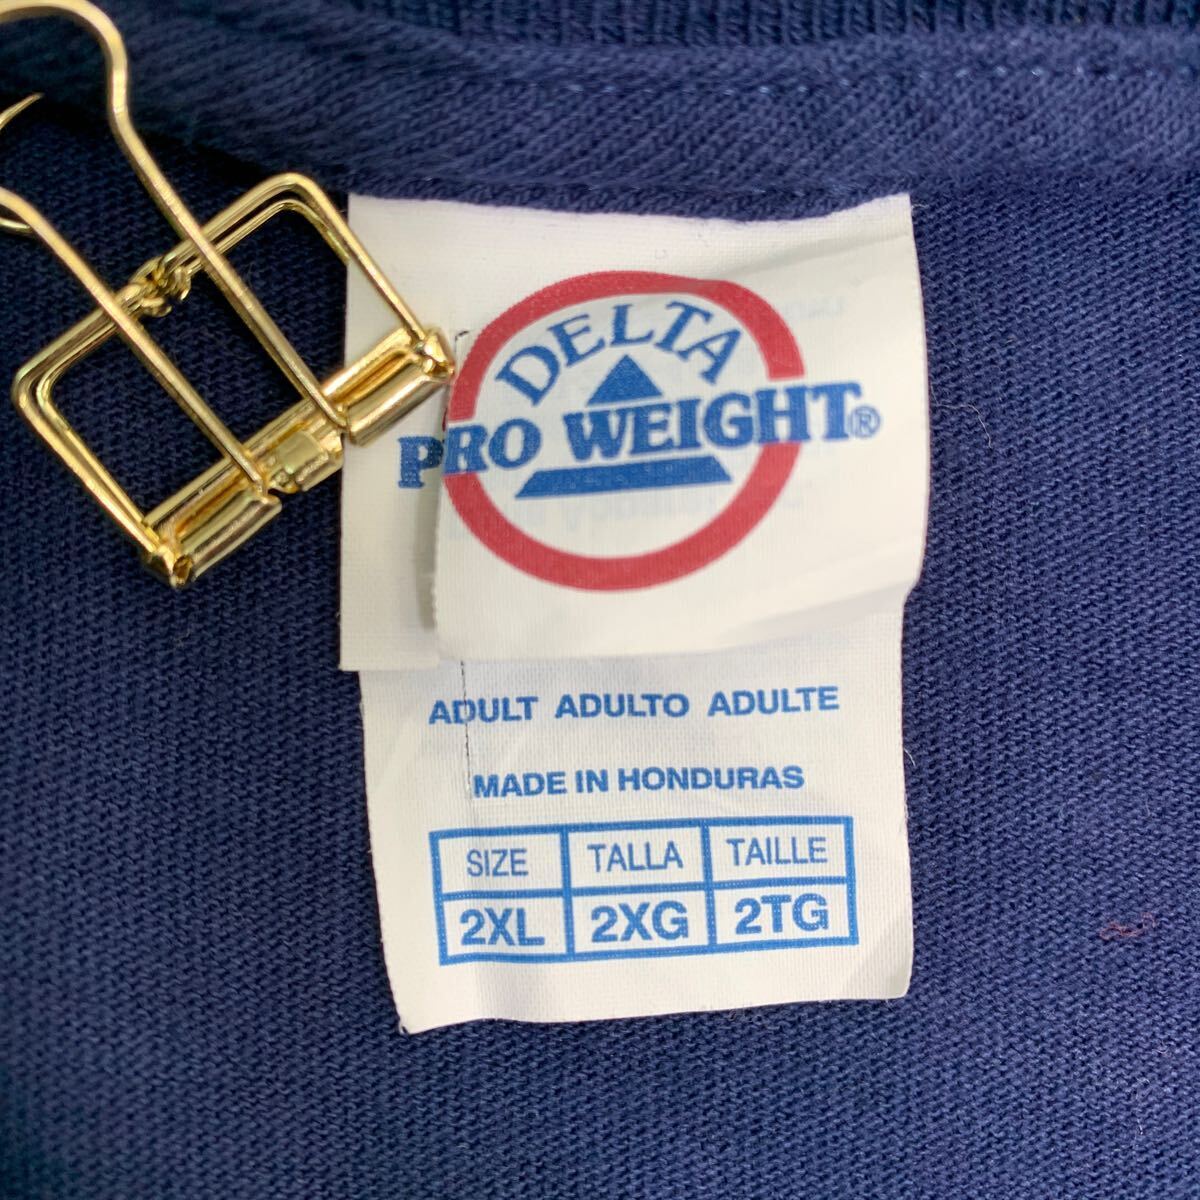 DELTA
PRO WEIGHT®
ADULT ADULTO ADULTE
MADE IN HONDURAS
SIZE TALLA TAILLE
2XL 2XG 2TG